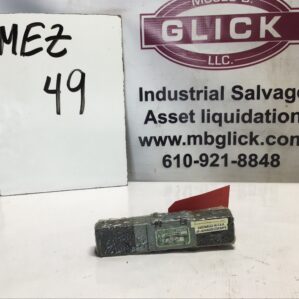 MEZ
49
GLICK
LLC.
Industrial Salvage
Asset liquidation
www.mbglick.com
610-921-8848